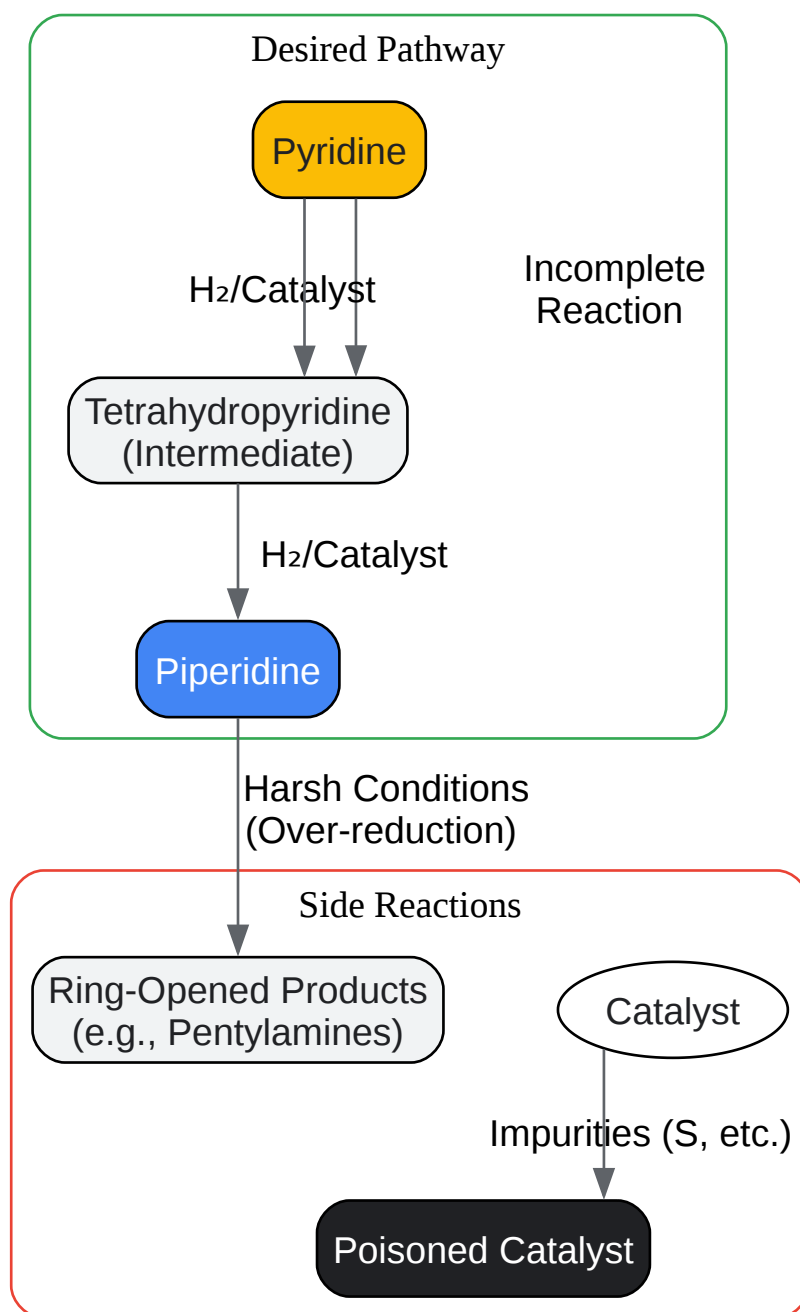 Desired Pathway
Pyridine
H₂/Catalyst
Incomplete
Reaction
Tetrahydropyridine
(Intermediate)
H₂/Catalyst
Piperidine
Harsh Conditions
(Over-reduction)
Side Reactions
Ring-Opened Products
(e.g., Pentylamines)
Catalyst
Impurities (S, etc.)
Poisoned Catalyst